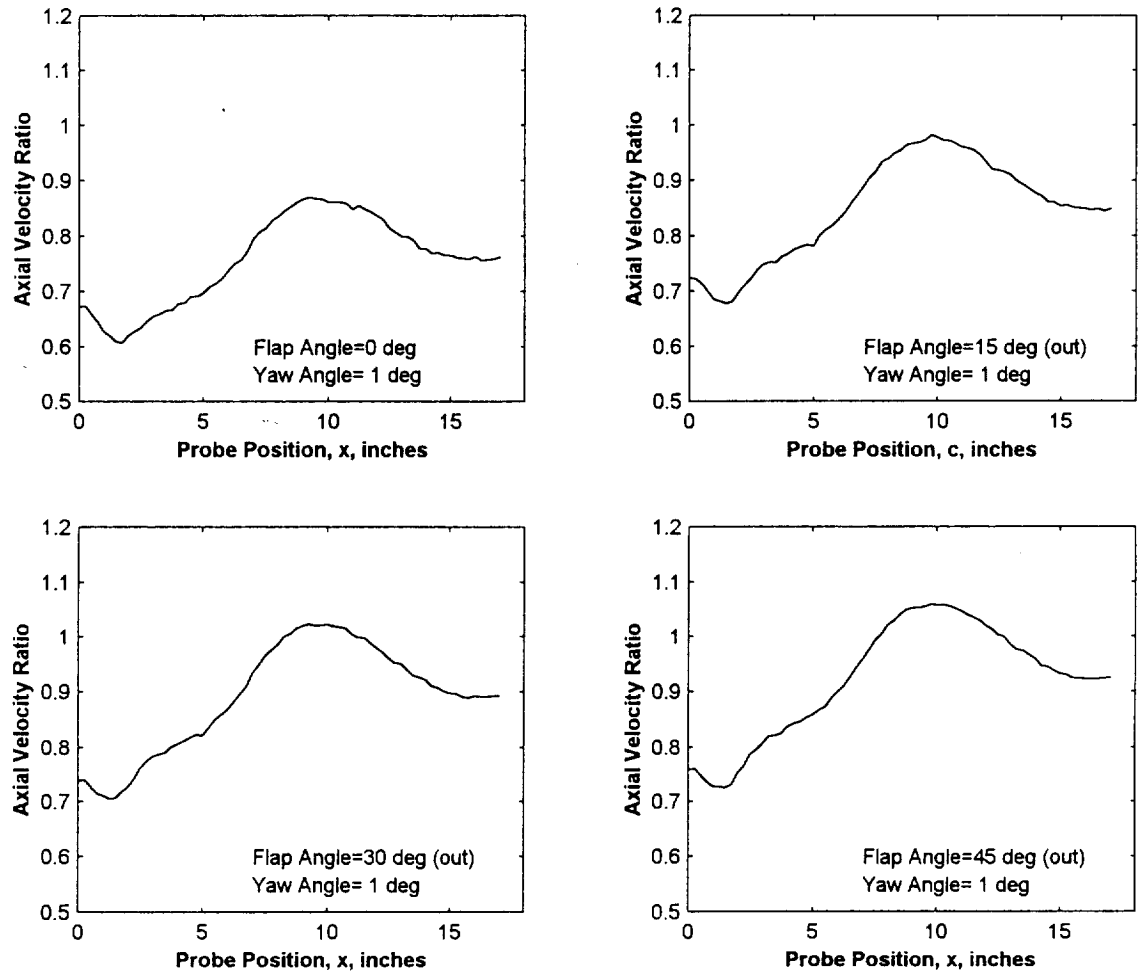 1.2
1.1
1
0.9
0.8
0.7
0.6
0.5
Axial Velocity Ratio
Flap Angle=0 deg
Yaw Angle= 1 deg
0 5 10 15
Probe Position, x, inches
1.2
1.1
1
0.9
0.8
0.7
0.6
0.5
Axial Velocity Ratio
Flap Angle=15 deg (out)
Yaw Angle= 1 deg
0 5 10 15
Probe Position, c, inches
1.2
1.1
1
0.9
0.8
0.7
0.6
0.5
Axial Velocity Ratio
Flap Angle=30 deg (out)
Yaw Angle= 1 deg
0 5 10 15
Probe Position, x, inches
1.2
1.1
1
0.9
0.8
0.7
0.6
0.5
Axial Velocity Ratio
Flap Angle=45 deg (out)
Yaw Angle= 1 deg
0 5 10 15
Probe Position, x, inches